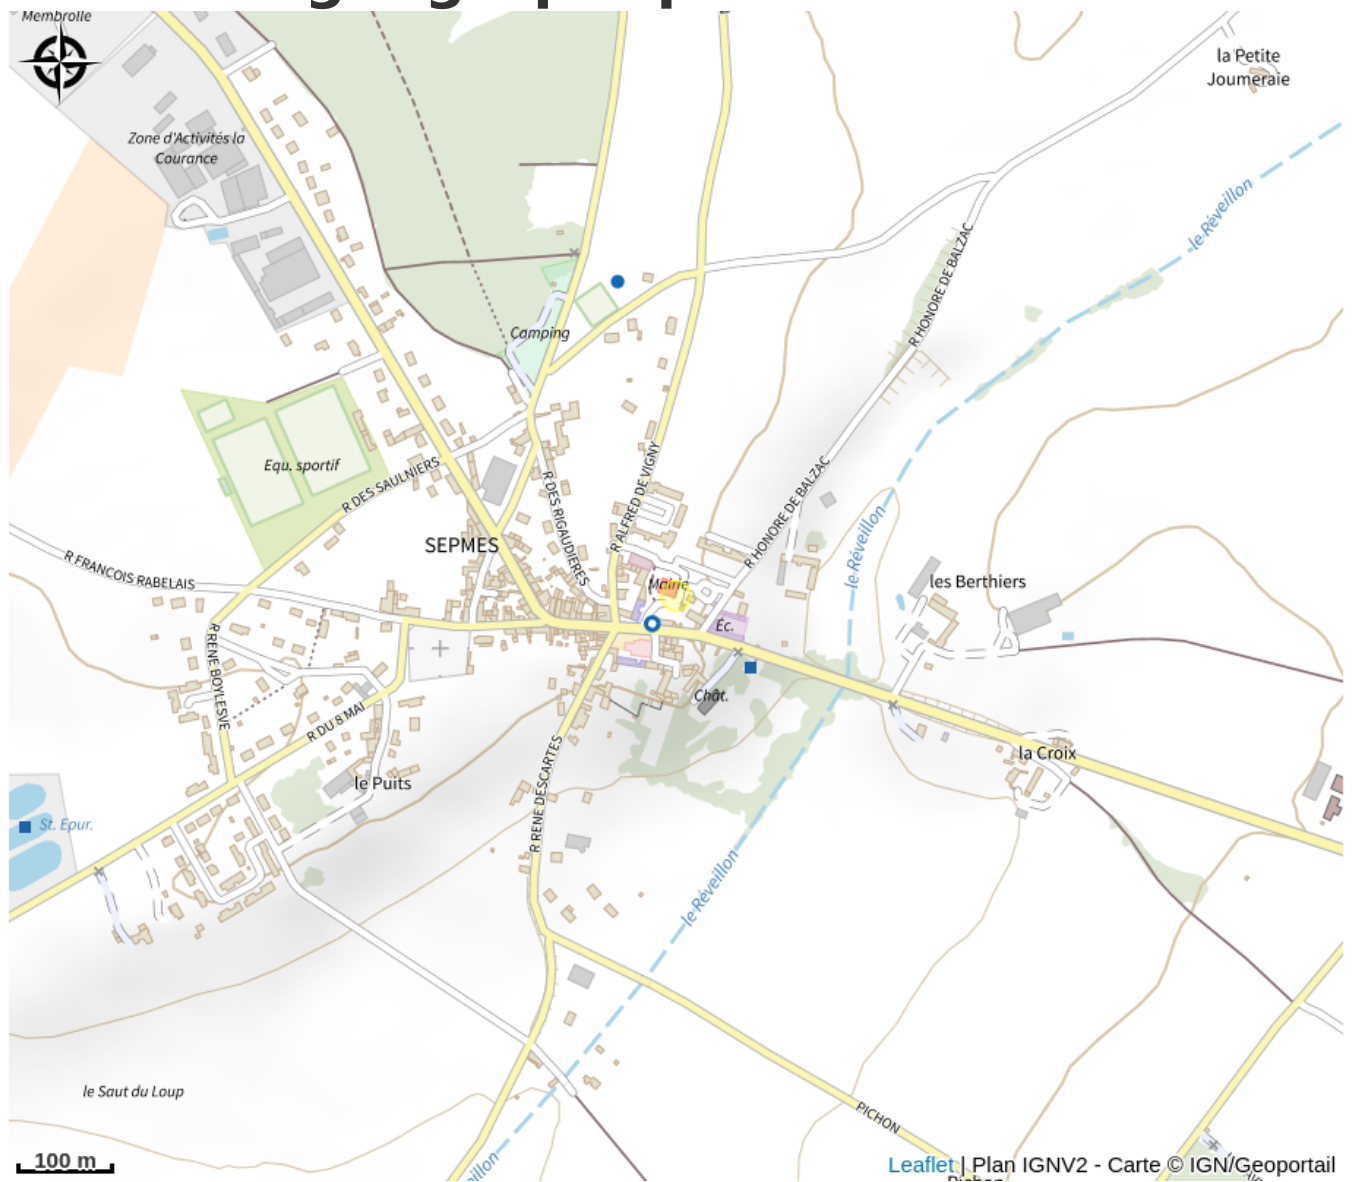 Membrolle
la Petite
Joumeraie
Zone d'Activités la
Courance
le Réveillon
R HONORE DE BALZAC
Camping
Equ. sportif
R DES SAULNIERS
R DES RIGAUDIERES
R ALFRED DE VIGNY
R HONORE DE BALZAC
SEPMES
le Réveillon
R FRANCOIS RABELAIS
Mairie
les Berthiers
Éc.
R RENE BOYLESVE
Chât.
R DU 8 MAI
la Croix
le Puits
R RENE DESCARTES
St. Epur.
le Réveillon
le Saut du Loup
PICHON
100 m
Leaflet | Plan IGNV2 - Carte © IGN/Geoportail